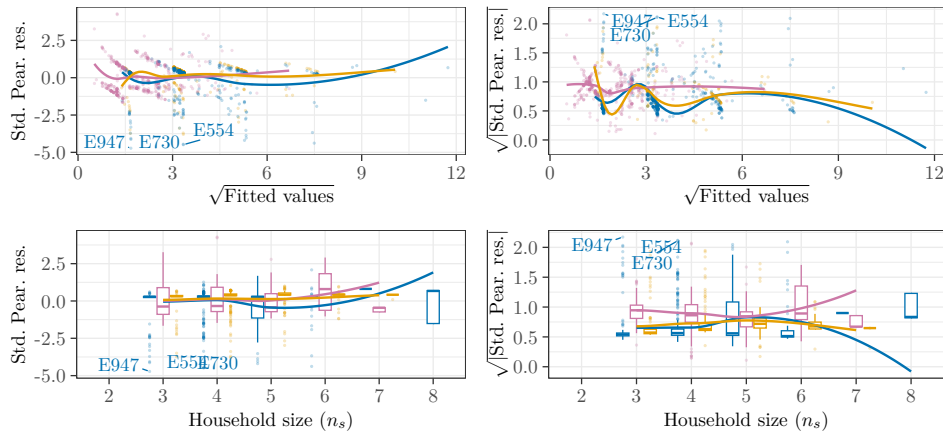 2.5
0.0
-2.5
-5.0
Std. Pear. res.
E947
E730
E554
0
3
6
9
12
√Fitted values
2.0
1.5
1.0
0.5
0.0
√|Std. Pear. res.|
E947
E554
E730
0
3
6
9
12
√Fitted values
2.5
0.0
-2.5
-5.0
Std. Pear. res.
E947
E554
E730
2
3
4
5
6
7
8
Household size (nₛ)
2.0
1.5
1.0
0.5
0.0
√|Std. Pear. res.|
E947
E554
E730
2
3
4
5
6
7
8
Household size (nₛ)